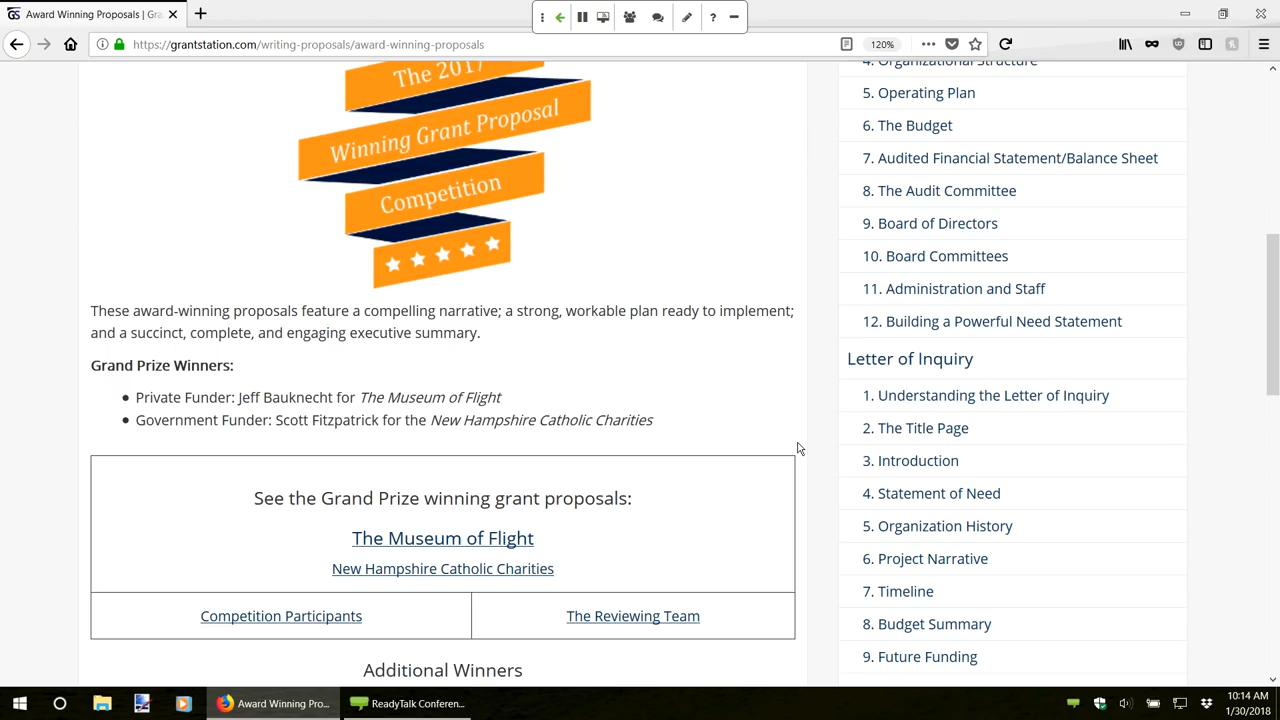 Award Winning Proposals | Gra
https://grantstation.com/writing-proposals/award-winning-proposals
120%
The 2017
Winning Grant Proposal
Competition
These award-winning proposals feature a compelling narrative; a strong, workable plan ready to implement;
and a succinct, complete, and engaging executive summary.
Grand Prize Winners:
Private Funder: Jeff Bauknecht for The Museum of Flight
Government Funder: Scott Fitzpatrick for the New Hampshire Catholic Charities
See the Grand Prize winning grant proposals:
The Museum of Flight
New Hampshire Catholic Charities
Competition Participants
The Reviewing Team
Additional Winners
4. Organizational Structure
5. Operating Plan
6. The Budget
7. Audited Financial Statement/Balance Sheet
8. The Audit Committee
9. Board of Directors
10. Board Committees
11. Administration and Staff
12. Building a Powerful Need Statement
Letter of Inquiry
1. Understanding the Letter of Inquiry
2. The Title Page
3. Introduction
4. Statement of Need
5. Organization History
6. Project Narrative
7. Timeline
8. Budget Summary
9. Future Funding
Award Winning Pro...
ReadyTalk Conferen...
10:14 AM
1/30/2018